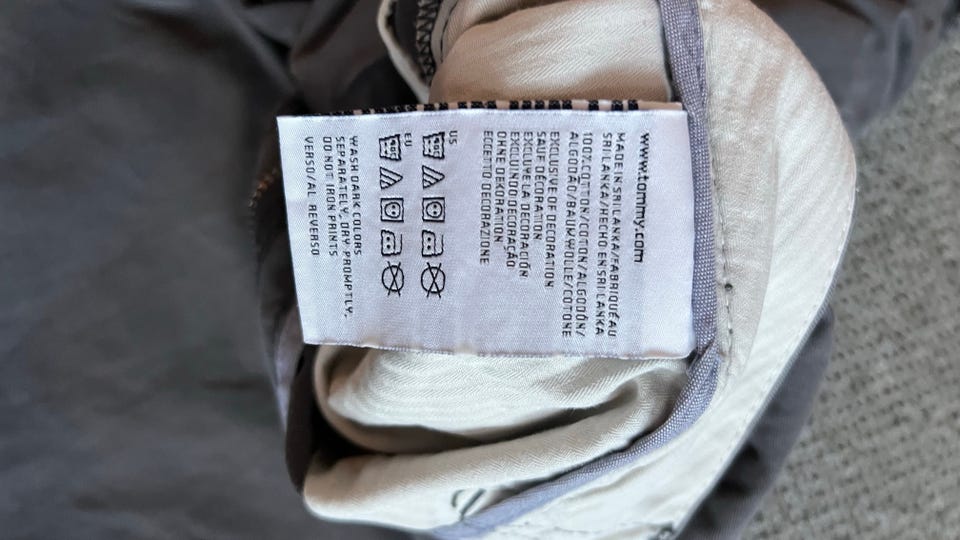 www.tommy.com
MADE IN SRI LANKA/FABRIQUÉ AU
SRI LANKA/HECHO EN SRI LANKA
100% COTTON/COTON/ALGODÓN/
ALGODÃO/BAUMWOLLE/COTONE
EXCLUSIVE OF DECORATION
SAUF DÉCORATION
EXCLUYE LA DECORACIÓN
EXCLUINDO DECORAÇÃO
OHNE DEKORATION
ECCETTO DECORAZIONE
US
EU
WASH DARK COLORS
SEPARATELY, DRY PROMPTLY.
DO NOT IRON PRINTS
VERSO/AL REVERSO